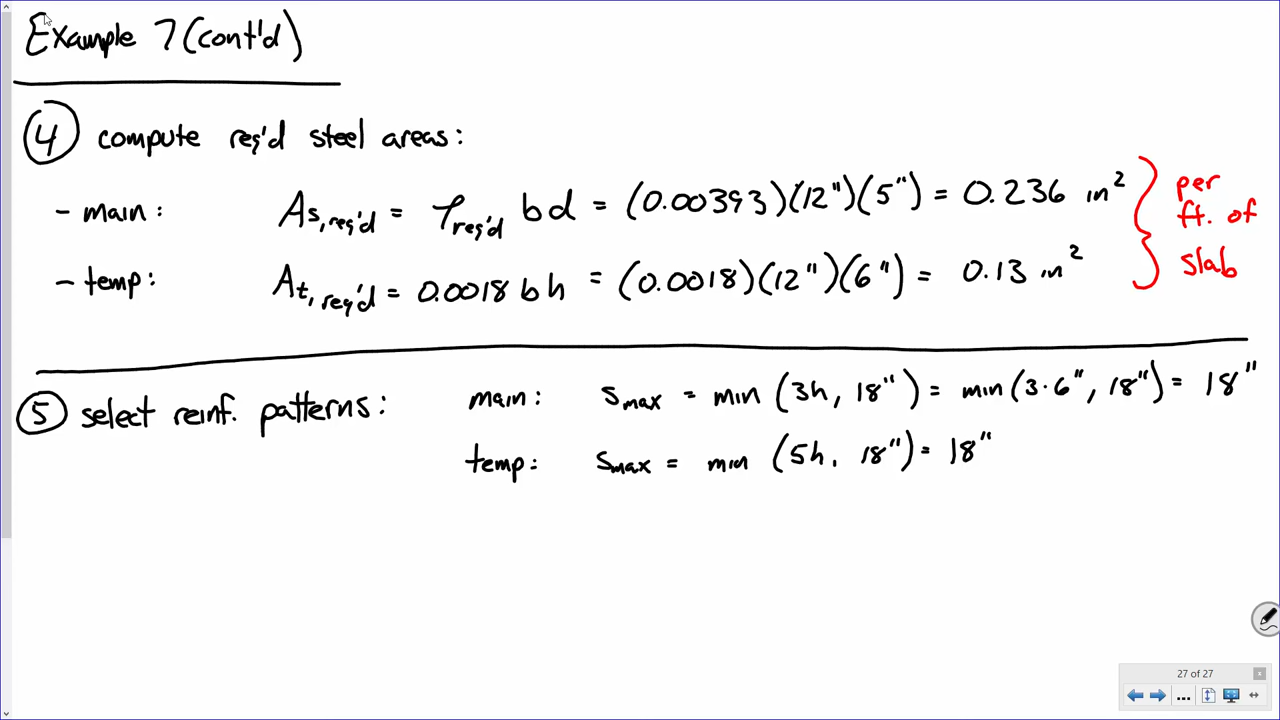 Example 7 (cont'd)
4 compute req'd steel areas:
- main: As,req'd = ρreq'd bd = (0.00393)(12")(5") = 0.236 in²
- temp: At,req'd = 0.0018 bh = (0.0018)(12")(6") = 0.13 in²
per
ft. of
slab
5 select reinf. patterns:
main: smax = min (3h, 18") = min(3·6", 18") = 18"
temp: smax = min (5h, 18") = 18"
27 of 27